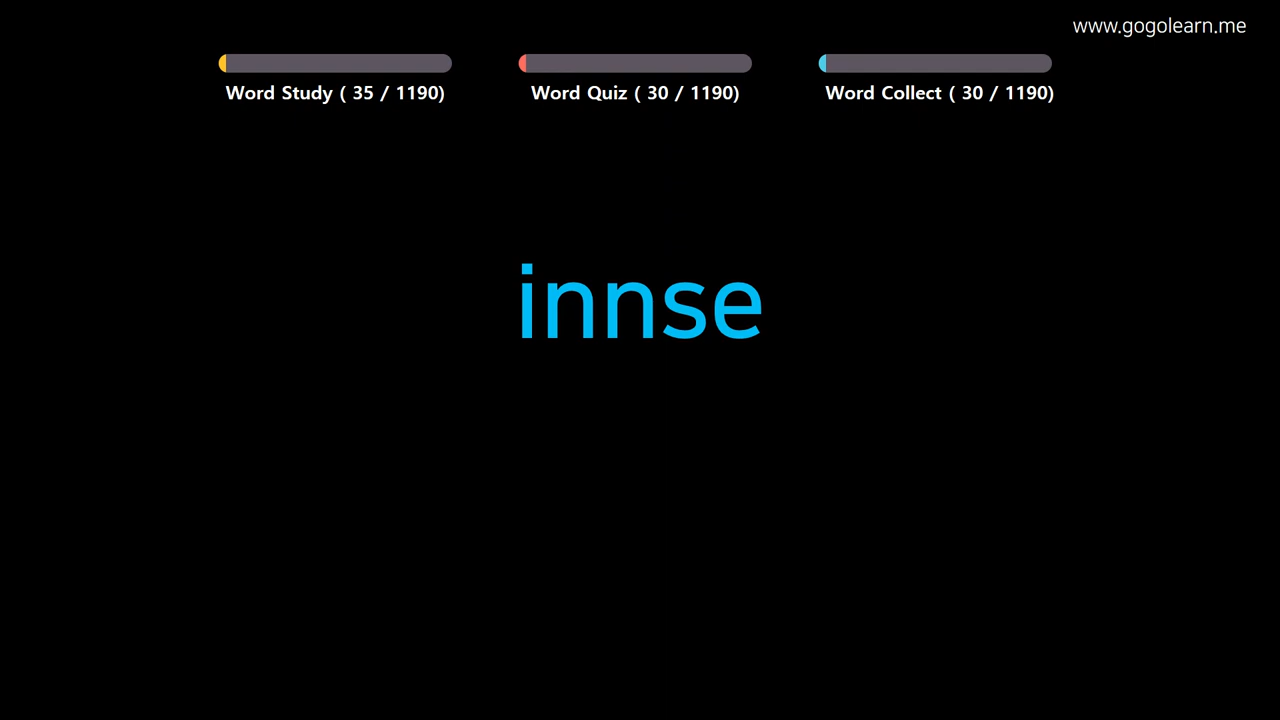 www.gogolearn.me
Word Study ( 35 / 1190)
Word Quiz ( 30 / 1190)
Word Collect ( 30 / 1190)
innse